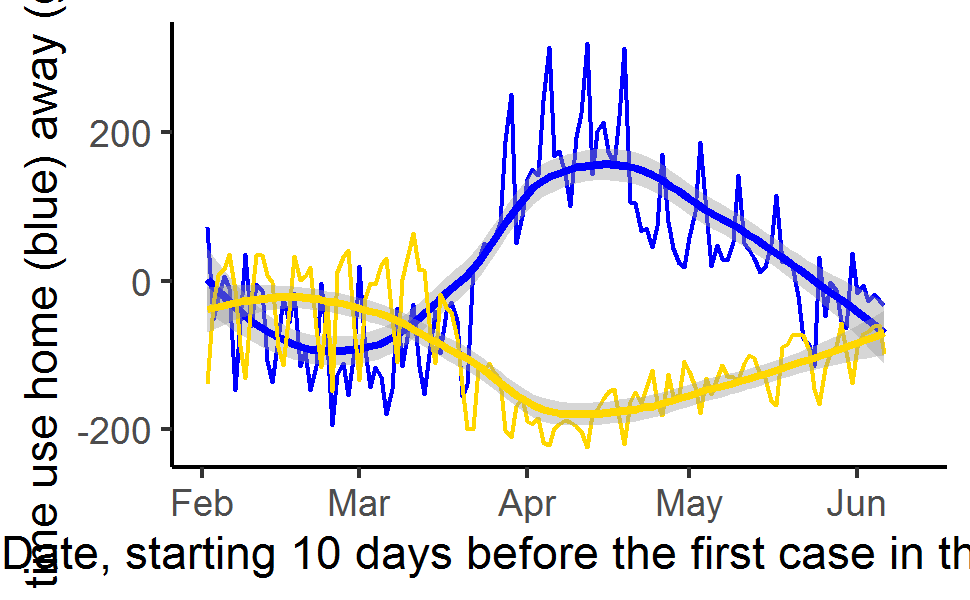 time use home (blue) away (
200
0
-200
Feb Mar Apr May Jun
Date, starting 10 days before the first case in th